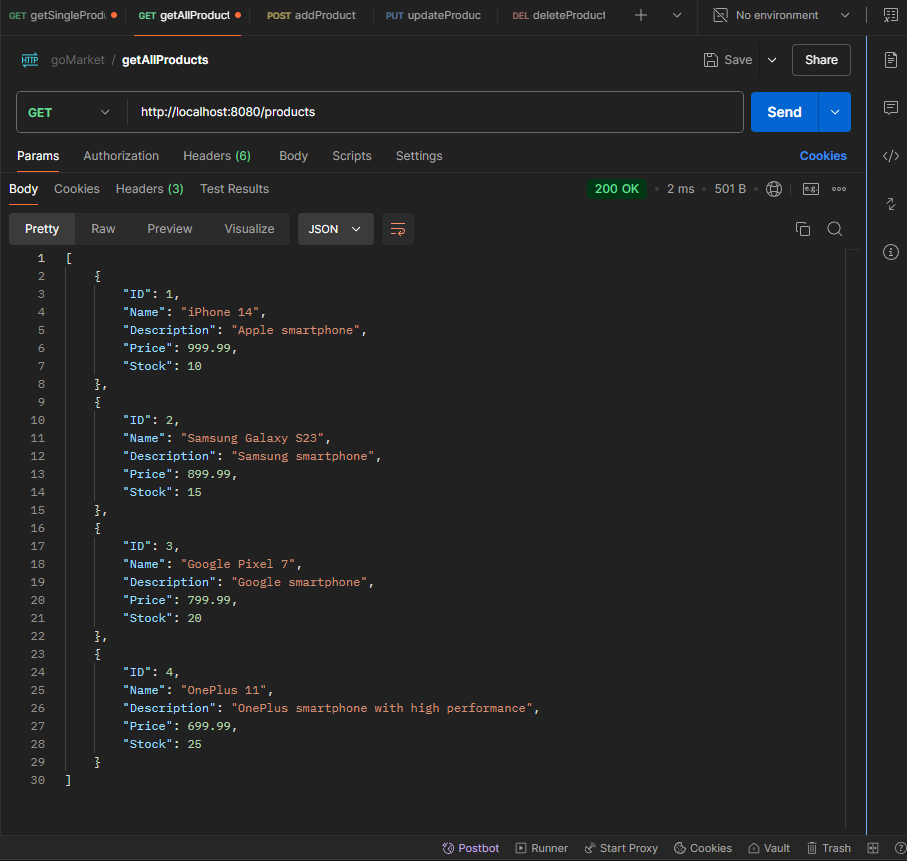 GET getSingleProdu GET getAllProduct POST addProduct PUT updateProduc DEL deleteProduct No environment
HTTP goMarket / getAllProducts Save Share
GET http://localhost:8080/products Send
Params Authorization Headers (6) Body Scripts Settings Cookies
Body Cookies Headers (3) Test Results 200 OK • 2 ms • 501 B • e.g.
Pretty Raw Preview Visualize JSON
1 [
2 {
3 "ID": 1,
4 "Name": "iPhone 14",
5 "Description": "Apple smartphone",
6 "Price": 999.99,
7 "Stock": 10
8 },
9 {
10 "ID": 2,
11 "Name": "Samsung Galaxy S23",
12 "Description": "Samsung smartphone",
13 "Price": 899.99,
14 "Stock": 15
15 },
16 {
17 "ID": 3,
18 "Name": "Google Pixel 7",
19 "Description": "Google smartphone",
20 "Price": 799.99,
21 "Stock": 20
22 },
23 {
24 "ID": 4,
25 "Name": "OnePlus 11",
26 "Description": "OnePlus smartphone with high performance",
27 "Price": 699.99,
28 "Stock": 25
29 }
30 ]
Postbot Runner Start Proxy Cookies Vault Trash